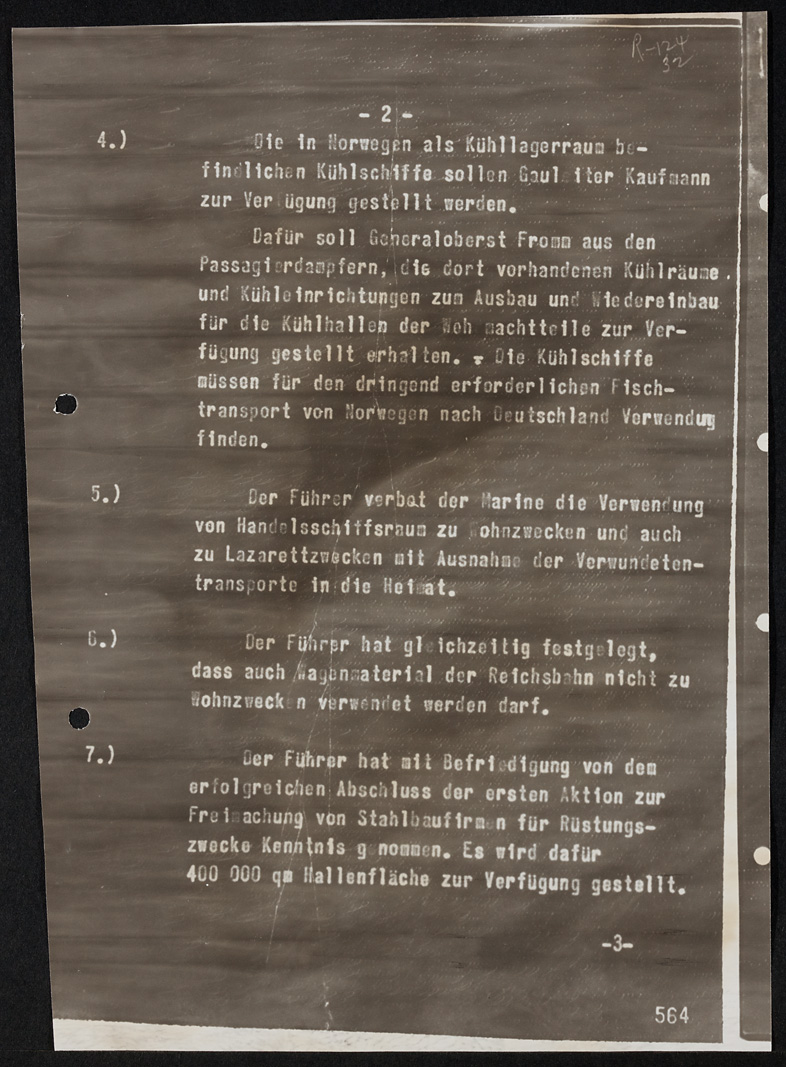 R-124
32
- 2 -
4.) Die in Norwegen als Kühllagerraum be-
findlichen Kühlschiffe sollen Gauleiter Kaufmann
zur Verfügung gestellt werden.
Dafür soll Generaloberst Fromm aus den
Passagierdampfern, die dort vorhandenen Kühlräume
und Kühleinrichtungen zum Ausbau und Wiedereinbau
für die Kühlhallen der Wehrmachtteile zur Ver-
fügung gestellt erhalten. - Die Kühlschiffe
müssen für den dringend erforderlichen Fisch-
transport von Norwegen nach Deutschland Verwendung
finden.
5.) Der Führer verbot der Marine die Verwendung
von Handelsschiffsraum zu Wohnzwecken und auch
zu Lazarettzwecken mit Ausnahme der Verwundeten-
transporte in die Heimat.
6.) Der Führer hat gleichzeitig festgelegt,
dass auch Wagenmaterial der Reichsbahn nicht zu
Wohnzwecken verwendet werden darf.
7.) Der Führer hat mit Befriedigung von dem
erfolgreichen Abschluss der ersten Aktion zur
Freimachung von Stahlbaufirmen für Rüstungs-
zwecke Kenntnis genommen. Es wird dafür
400 000 qm Hallenfläche zur Verfügung gestellt.
-3-
564